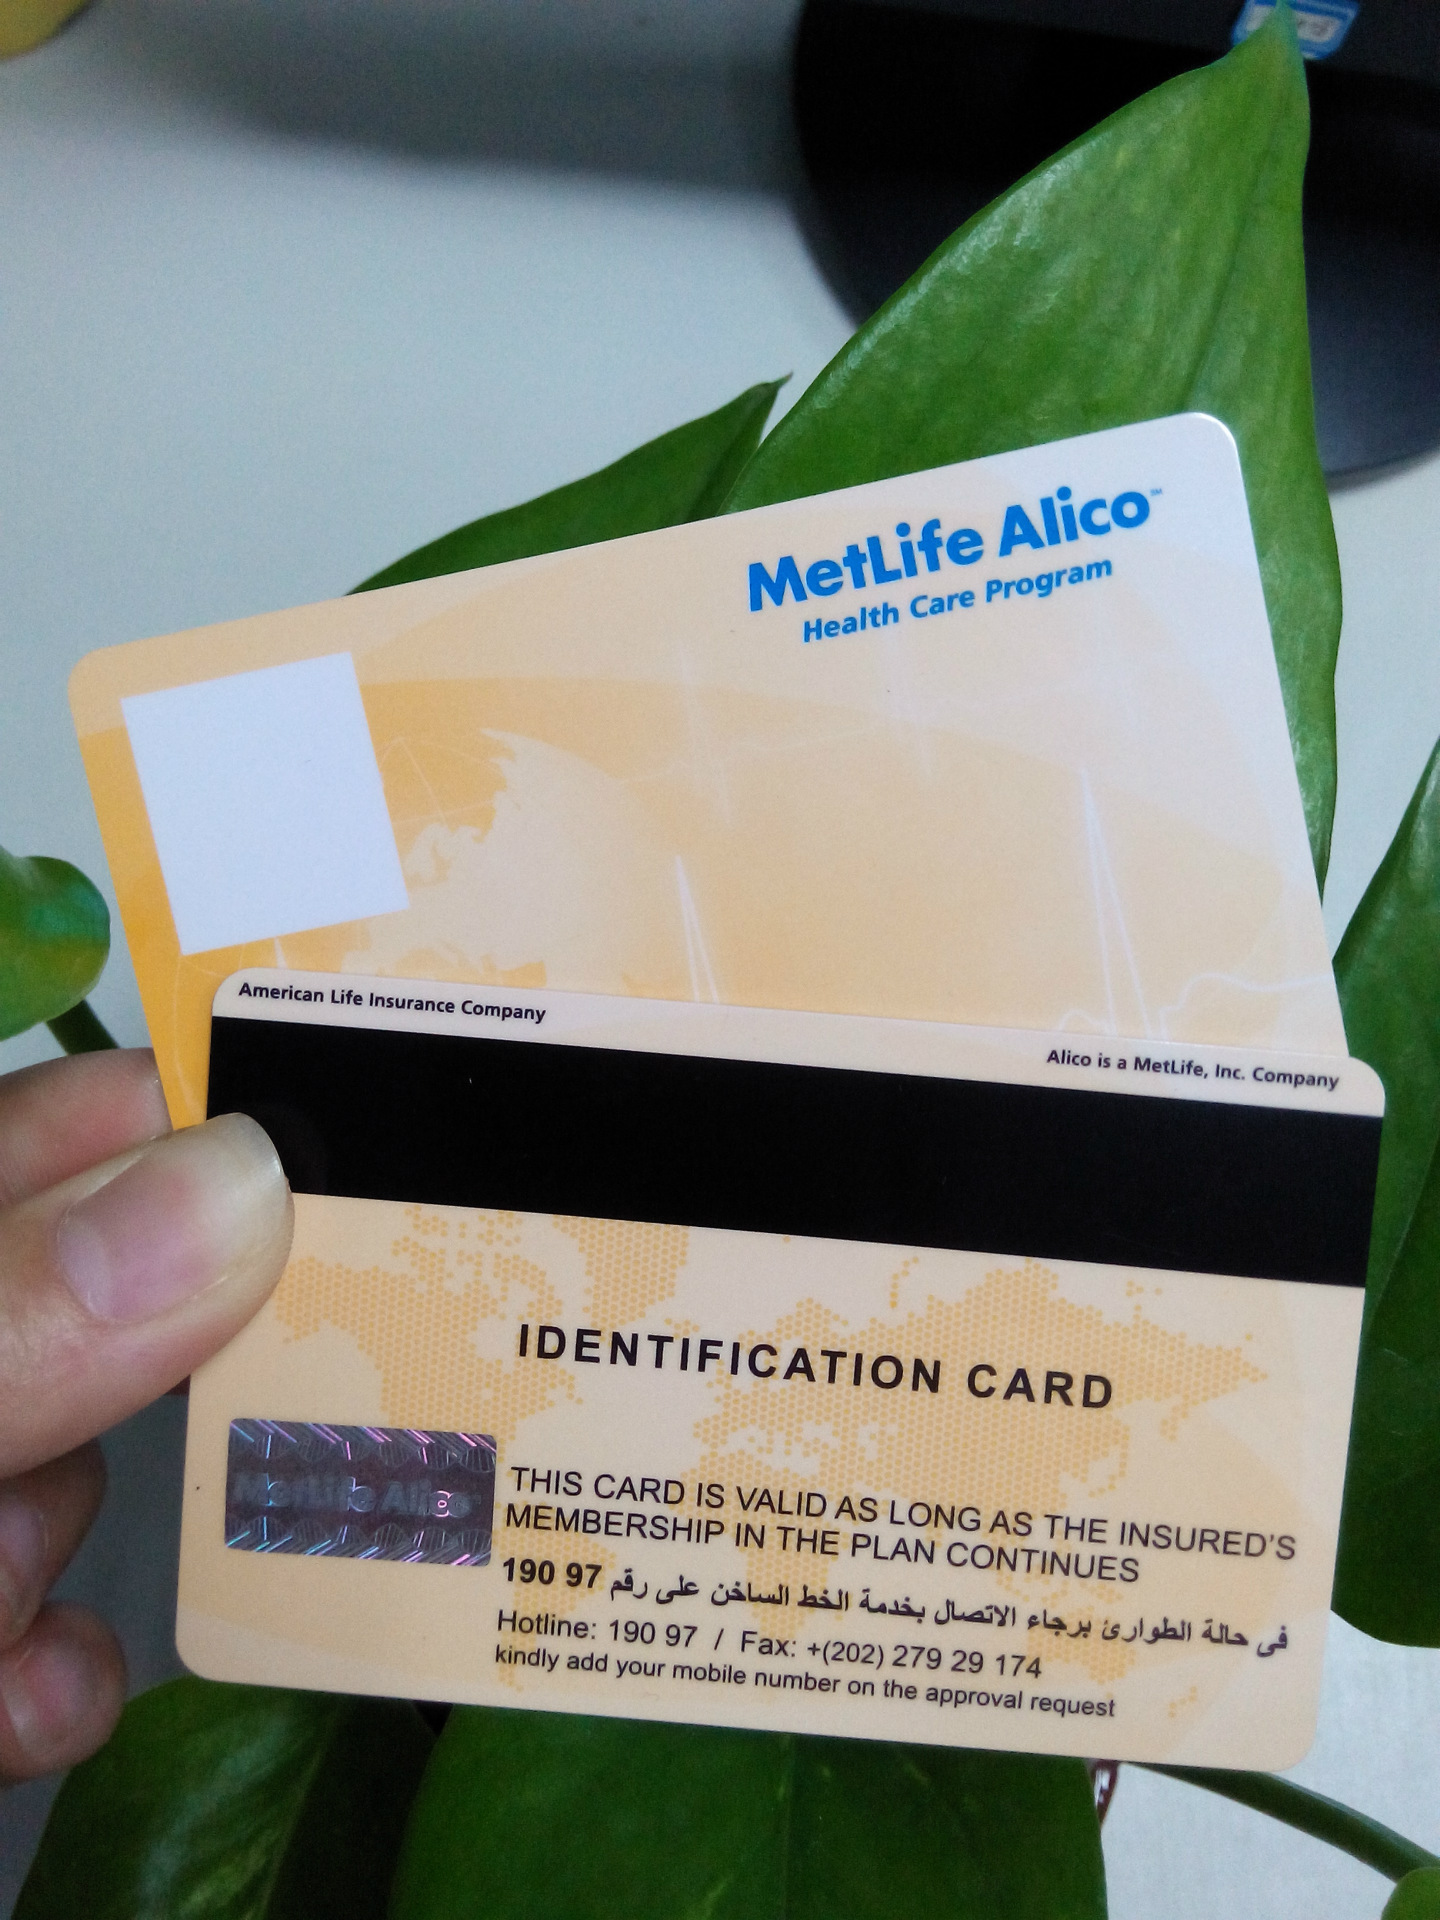 MetLife Alico℠
Health Care Program
American Life Insurance Company
Alico is a MetLife, Inc. Company
IDENTIFICATION CARD
MetLife Alico
THIS CARD IS VALID AS LONG AS THE INSURED'S
MEMBERSHIP IN THE PLAN CONTINUES
فى حالة الطوارئ برجاء الاتصال بخدمة الخط الساخن على رقم 97 190
Hotline: 190 97 / Fax: +(202) 279 29 174
kindly add your mobile number on the approval request